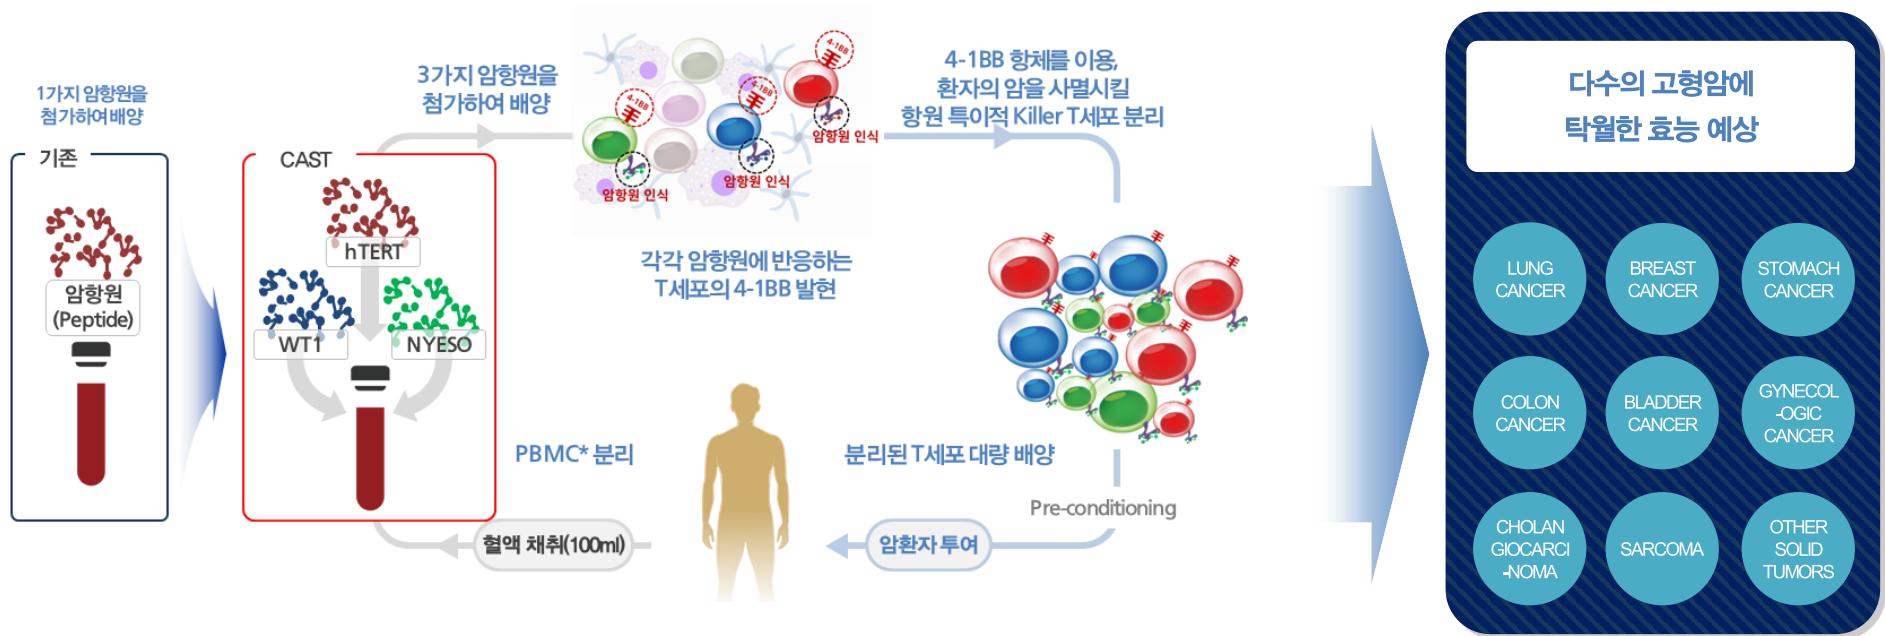 1가지 암항원을
첨가하여 배양
기존
암항원
(Peptide)
CAST
hTERT
WT1
NYESO
3가지 암항원을
첨가하여 배양
4-1BB
4-1BB
4-1BB
암항원 인식
암항원 인식
암항원 인식
각각 암항원에 반응하는
T세포의 4-1BB 발현
4-1BB 항체를 이용,
환자의 암을 사멸시킬
항원 특이적 Killer T세포 분리
PBMC* 분리
분리된 T세포 대량 배양
Pre-conditioning
혈액 채취(100ml)
암환자 투여
다수의 고형암에
탁월한 효능 예상
LUNG
CANCER
BREAST
CANCER
STOMACH
CANCER
COLON
CANCER
BLADDER
CANCER
GYNECOL
-OGIC
CANCER
CHOLAN
GIOCARCI
-NOMA
SARCOMA
OTHER
SOLID
TUMORS